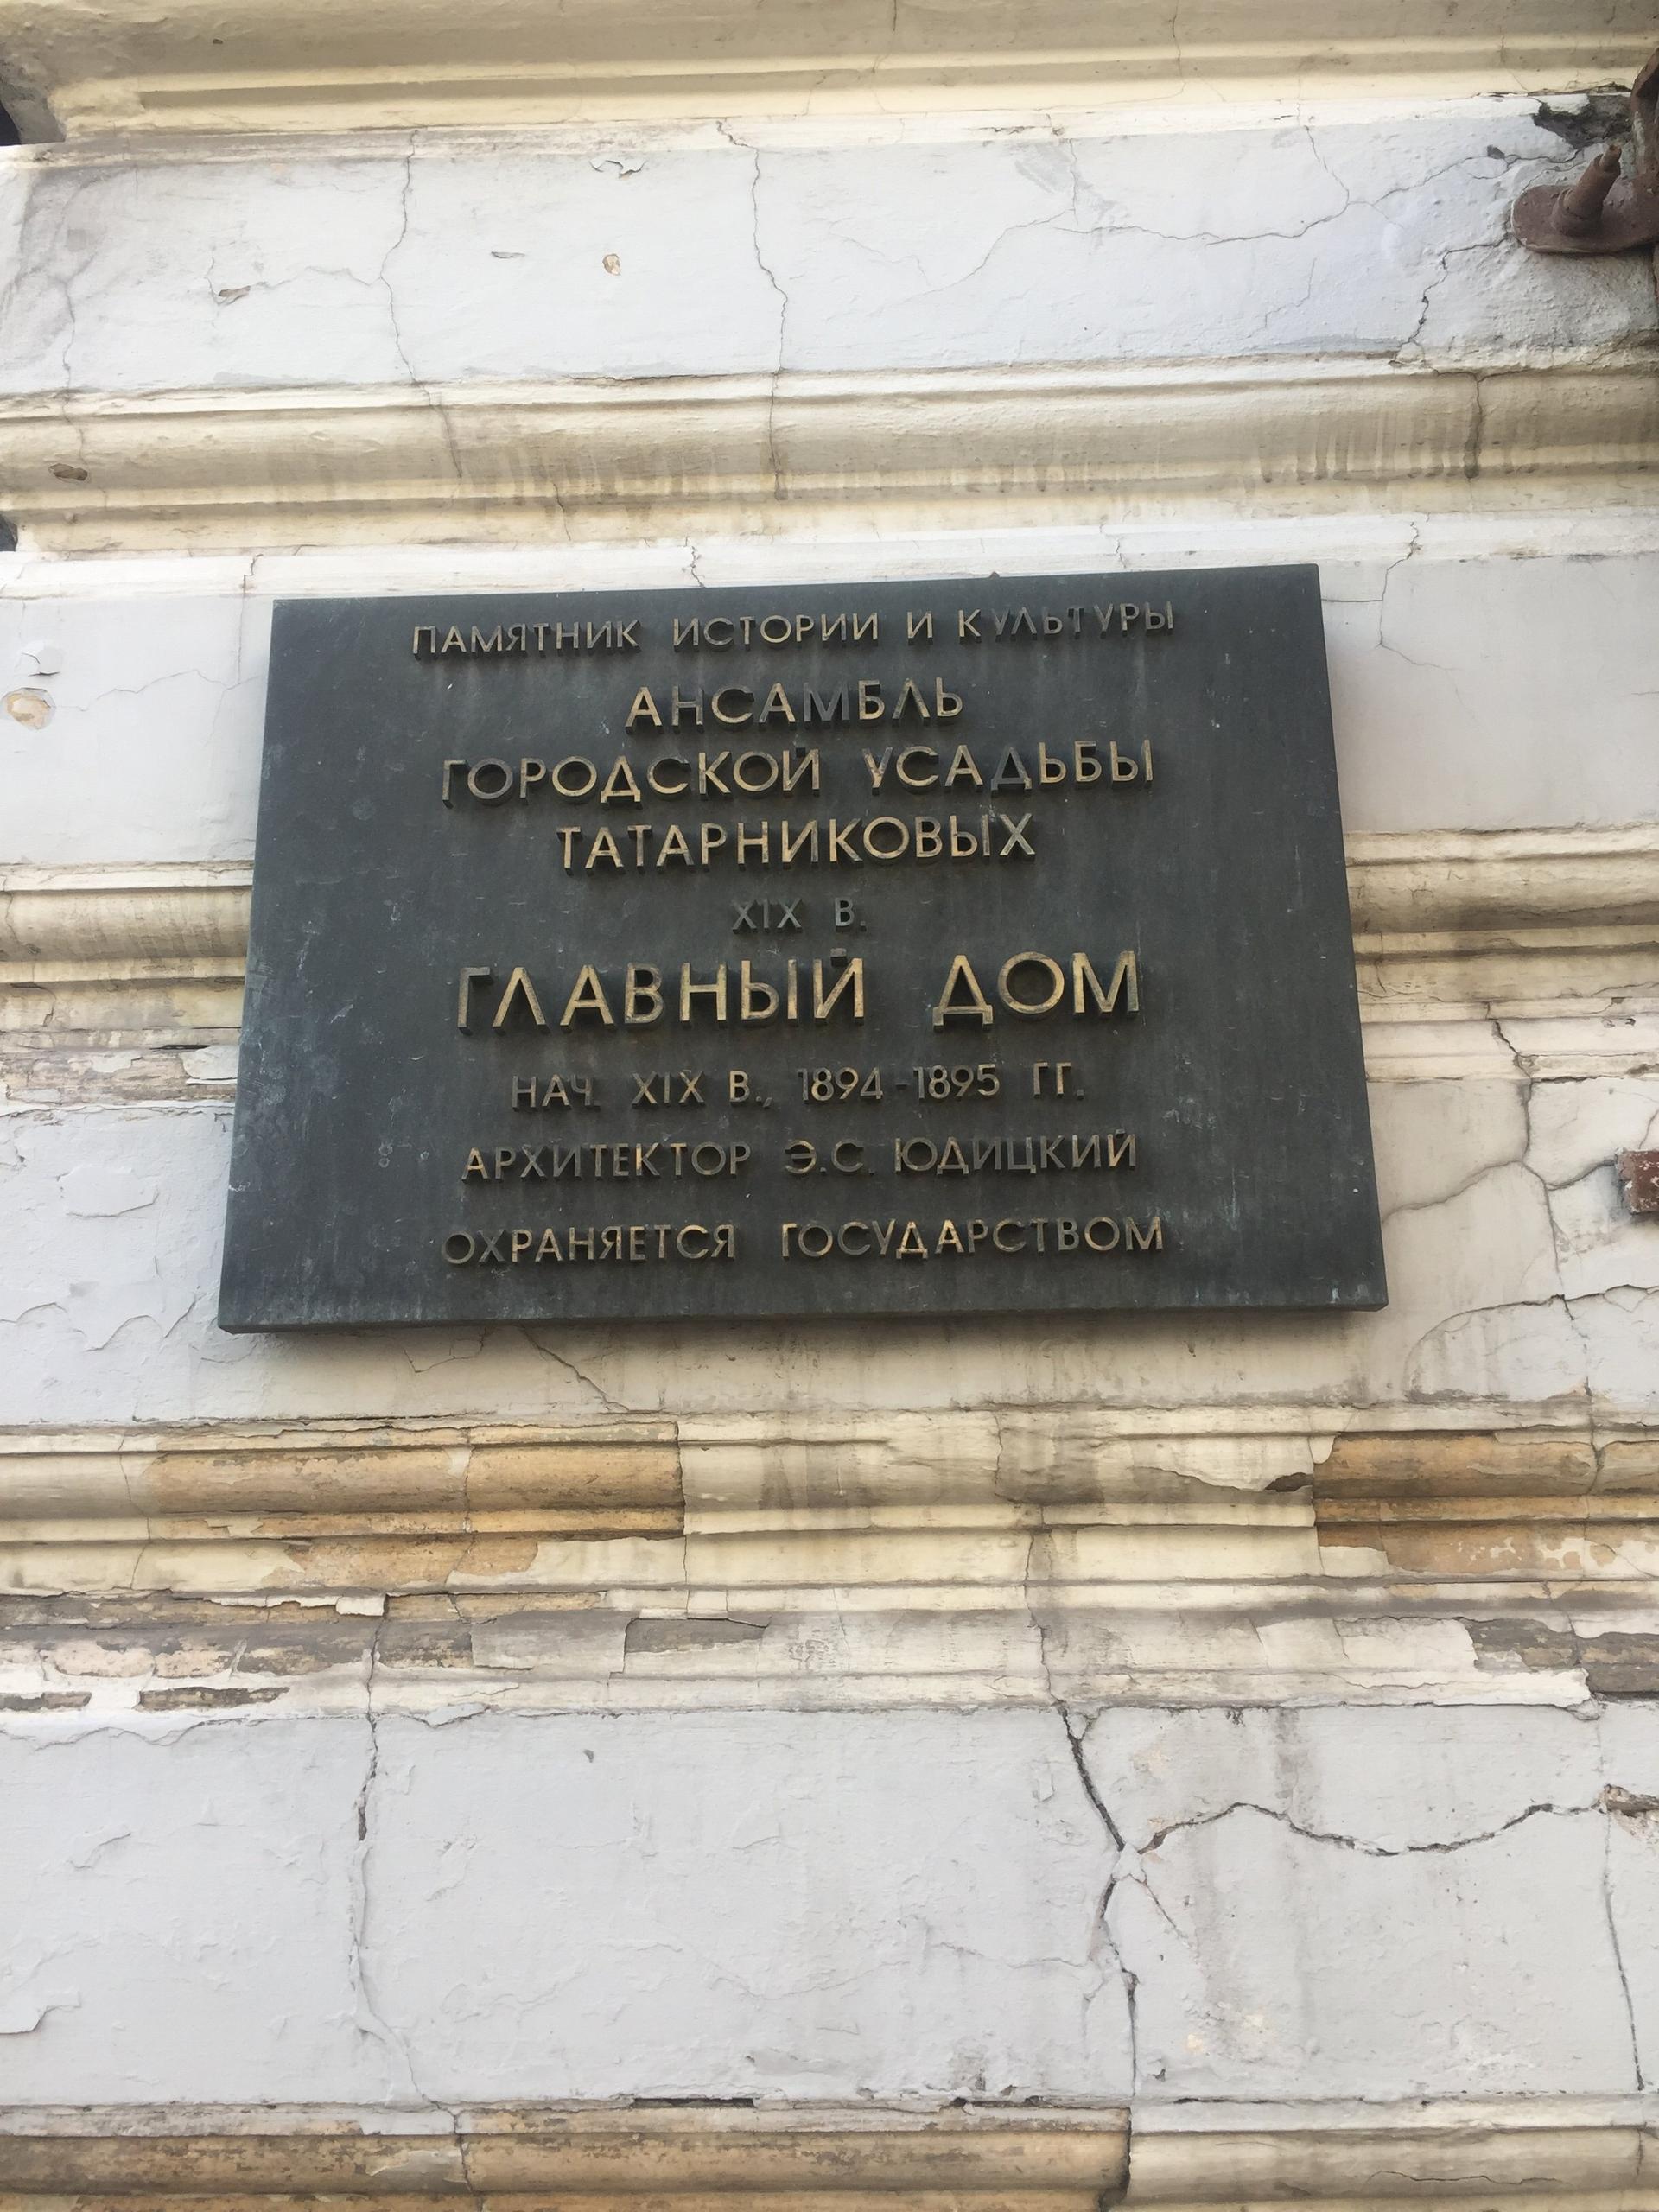 ПАМЯТНИК ИСТОРИИ И КУЛЬТУРЫ
АНСАМБЛЬ
ГОРОДСКОЙ УСАДЬБЫ
ТАТАРНИКОВЫХ
XIX В.
ГЛАВНЫЙ ДОМ
НАЧ. XIX В., 1894-1895 ГГ.
АРХИТЕКТОР Э.С. ЮДИЦКИЙ
ОХРАНЯЕТСЯ ГОСУДАРСТВОМ